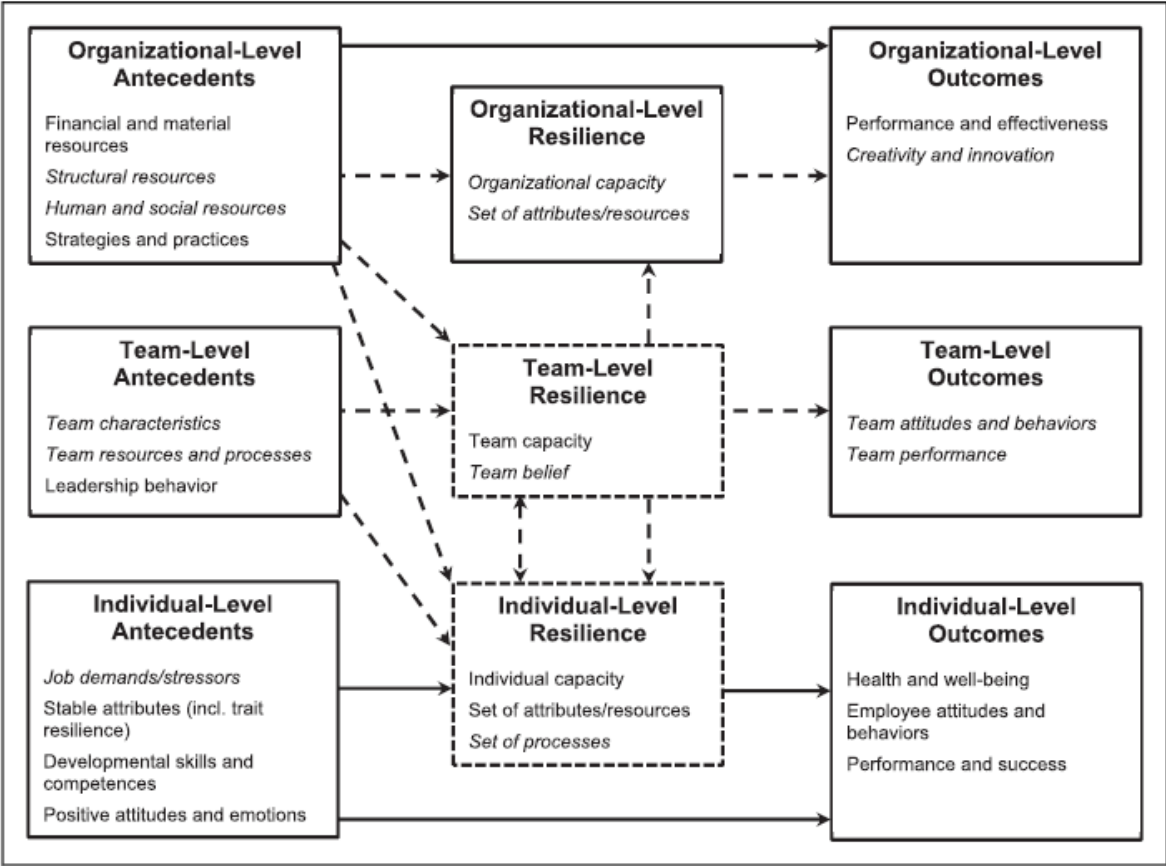 Organizational-Level
Antecedents
Financial and material
resources
Structural resources
Human and social resources
Strategies and practices
Organizational-Level
Resilience
Organizational capacity
Set of attributes/resources
Organizational-Level
Outcomes
Performance and effectiveness
Creativity and innovation
Team-Level
Antecedents
Team characteristics
Team resources and processes
Leadership behavior
Team-Level
Resilience
Team capacity
Team belief
Team-Level
Outcomes
Team attitudes and behaviors
Team performance
Individual-Level
Antecedents
Job demands/stressors
Stable attributes (incl. trait
resilience)
Developmental skills and
competences
Positive attitudes and emotions
Individual-Level
Resilience
Individual capacity
Set of attributes/resources
Set of processes
Individual-Level
Outcomes
Health and well-being
Employee attitudes and
behaviors
Performance and success